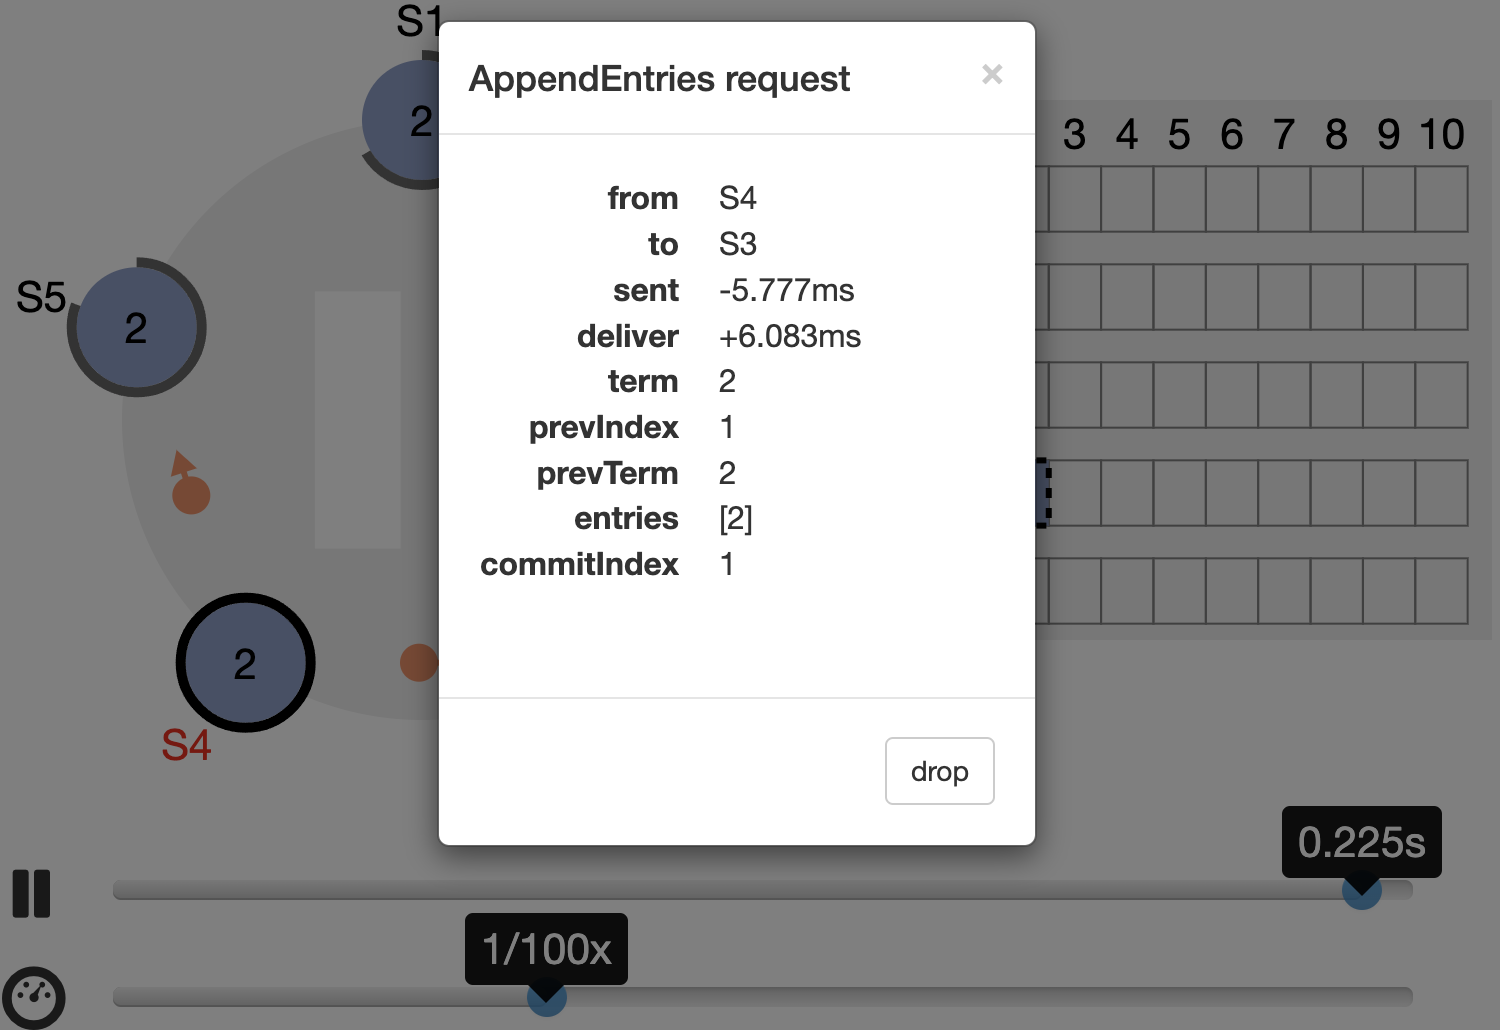 S1
2
AppendEntries request ×
from S4
to S3
sent -5.777ms
deliver +6.083ms
term 2
prevIndex 1
prevTerm 2
entries [2]
commitIndex 1
drop
3 4 5 6 7 8 9 10
S5
2
2
S4
0.225s
1/100x